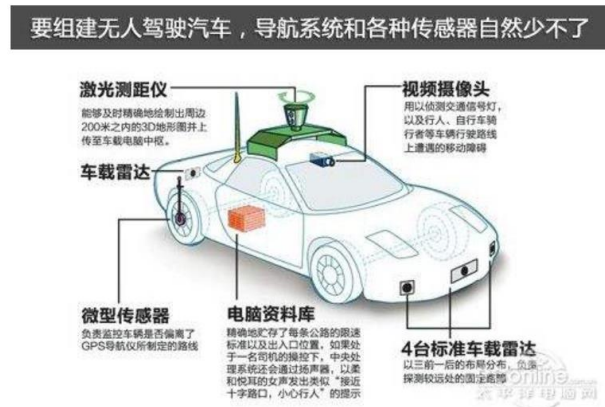 要组建无人驾驶汽车，导航系统和各种传感器自然少不了
激光测距仪
能够及时精确地绘制出周边
200米之内的3D地形图并上
传至车载电脑中枢。
视频摄像头
用以侦测交通信号灯，
以及行人、自行车骑
行者等车辆行驶路线
上遭遇的移动障碍
车载雷达
微型传感器
负责监控车辆是否偏离了
GPS导航仪所制定的路线
电脑资料库
精确地贮存了每条公路的限速
标准以及出入口位置，如果处
于一名司机的操控下，中央处
理系统还会通过扬声器，以柔
和悦耳的女声发出类似“接近
十字路口，小心行人”的提示
4台标准车载雷达
以三前一后的布局分布，负责
探测较远处的固定路障
pconline
太平洋电脑网